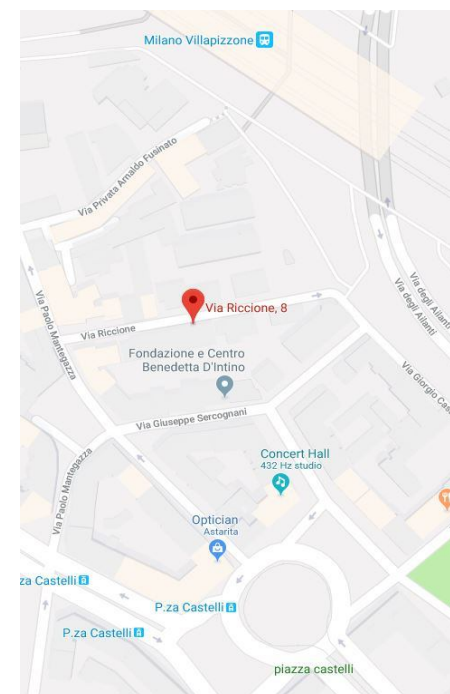 Milano Villapizzone
Via Privata Arnaldo Fusinato
Via Paolo Mantegazza
Via Riccione, 8
Via Riccione
Via degli Ailanti
Via degli Ailanti
Fondazione e Centro
Benedetta D'Intino
Via Giorgio Cas
Via Giuseppe Sercognani
Concert Hall
432 Hz studio
Via Paolo Mantegazza
Optician
Astarita
za Castelli
P.za Castelli
P.za Castelli
piazza castelli